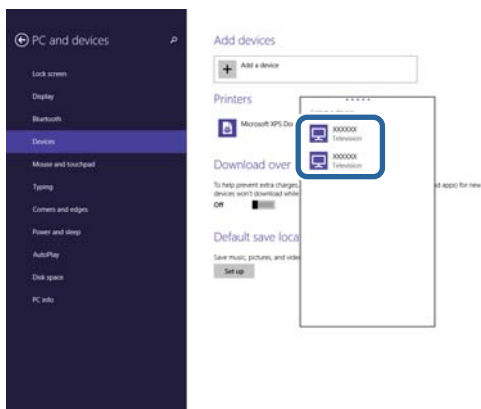 PC and devices
Lock screen
Display
Bluetooth
Devices
Mouse and touchpad
Typing
Corners and edges
Power and sleep
AutoPlay
Disk space
PC info
Add devices
Add a device
Printers
Microsoft XPS Do
XXXXXX
Television
XXXXXX
Television
Download over
To help prevent extra charges,
d apps) for new
devices won't download while
Off
Default save loca
Save music, pictures, and vide
Set up